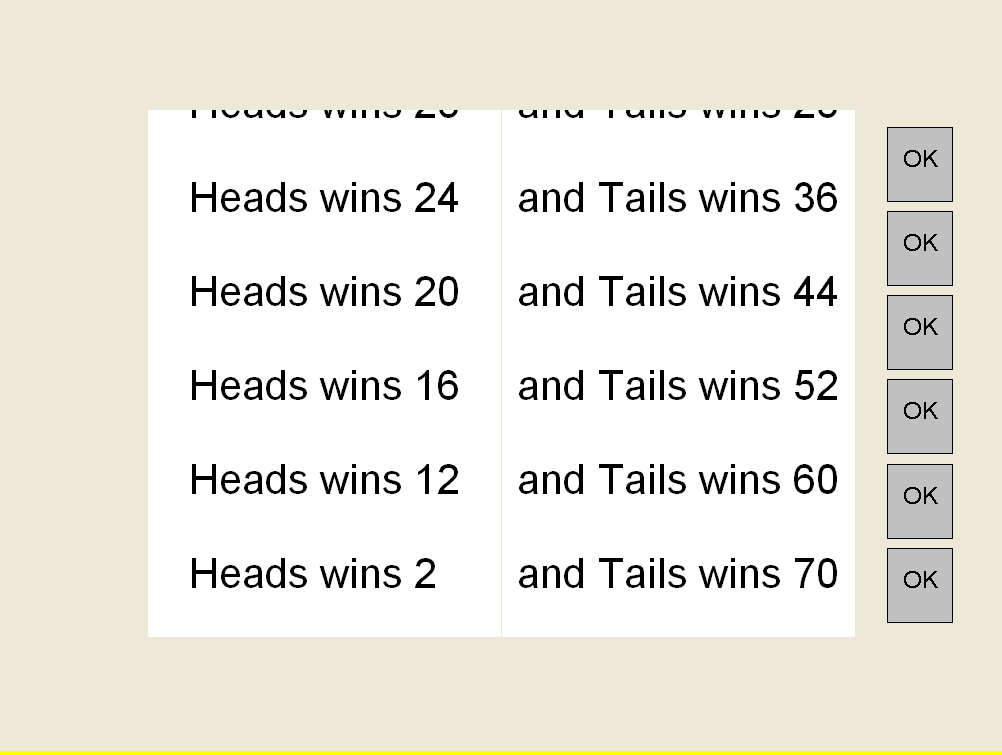 Heads wins and Tails wins
Heads wins 24 and Tails wins 36
Heads wins 20 and Tails wins 44
Heads wins 16 and Tails wins 52
Heads wins 12 and Tails wins 60
Heads wins 2 and Tails wins 70
OK
OK
OK
OK
OK
OK